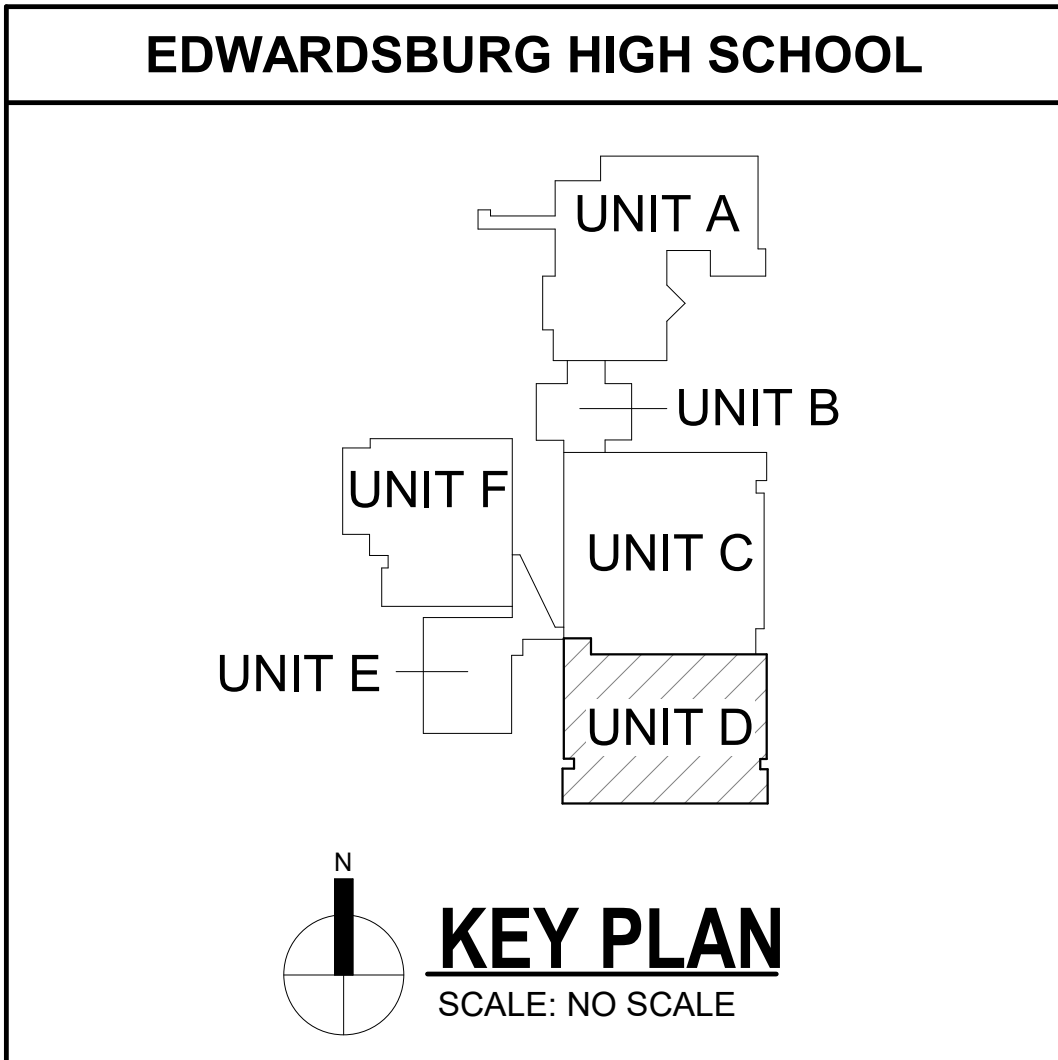 EDWARDSBURG HIGH SCHOOL
UNIT A
UNIT B
UNIT F
UNIT C
UNIT E
UNIT D
N
KEY PLAN
SCALE: NO SCALE